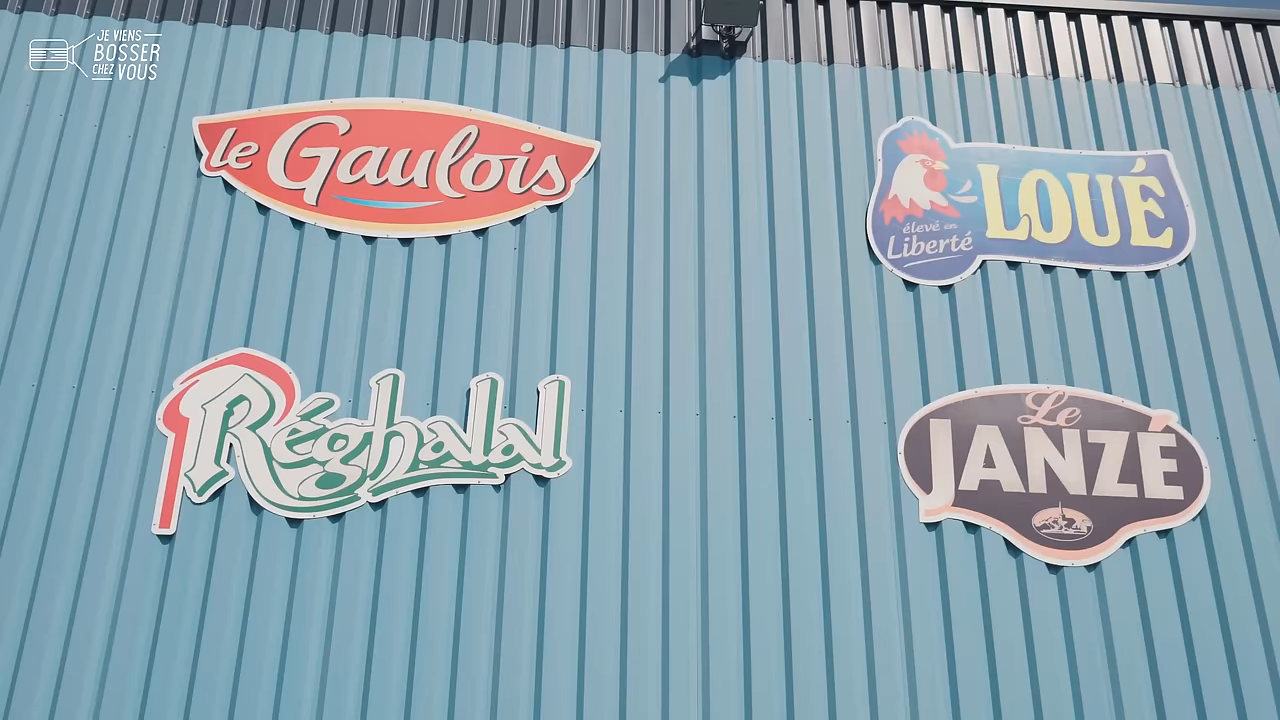 JE VIENS
BOSSER
CHEZ VOUS
le Gaulois
LOUÉ
élevé en
Liberté
Réghalal
Le
JANZÉ